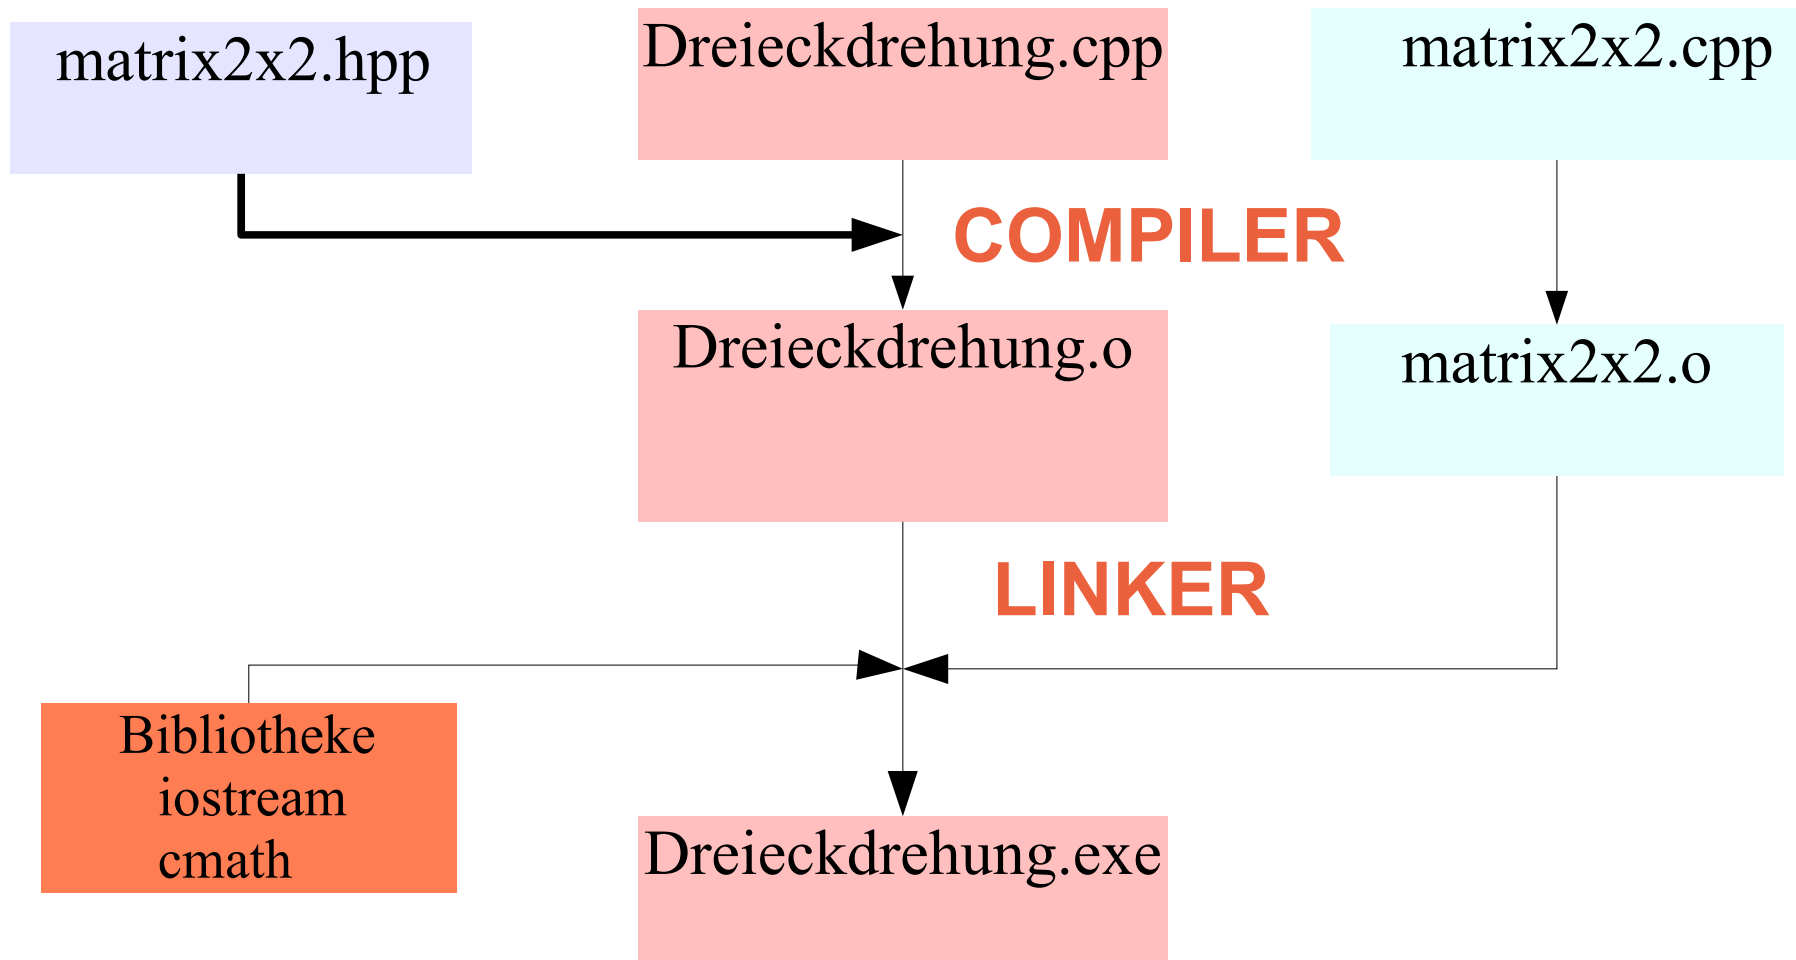 matrix2x2.hpp
Dreieckdrehung.cpp
matrix2x2.cpp
COMPILER
Dreieckdrehung.o
matrix2x2.o
LINKER
Bibliotheke
iostream
cmath
Dreieckdrehung.exe